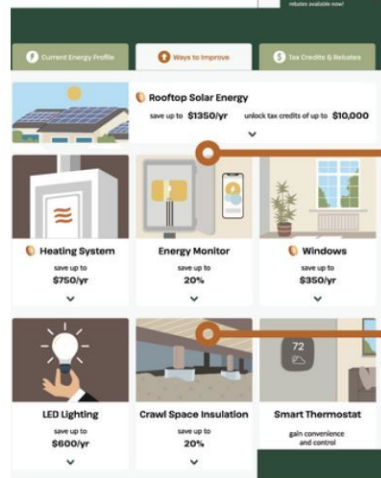 rebates available now!
Current Energy Profile
Ways to Improve
Tax Credits & Rebates
Rooftop Solar Energy
save up to $1350/yr unlock tax credits of up to $10,000
Heating System
save up to
$750/yr
Energy Monitor
save up to
20%
Windows
save up to
$350/yr
LED Lighting
save up to
$600/yr
Crawl Space Insulation
save up to
20%
72
Smart Thermostat
gain convenience
and control